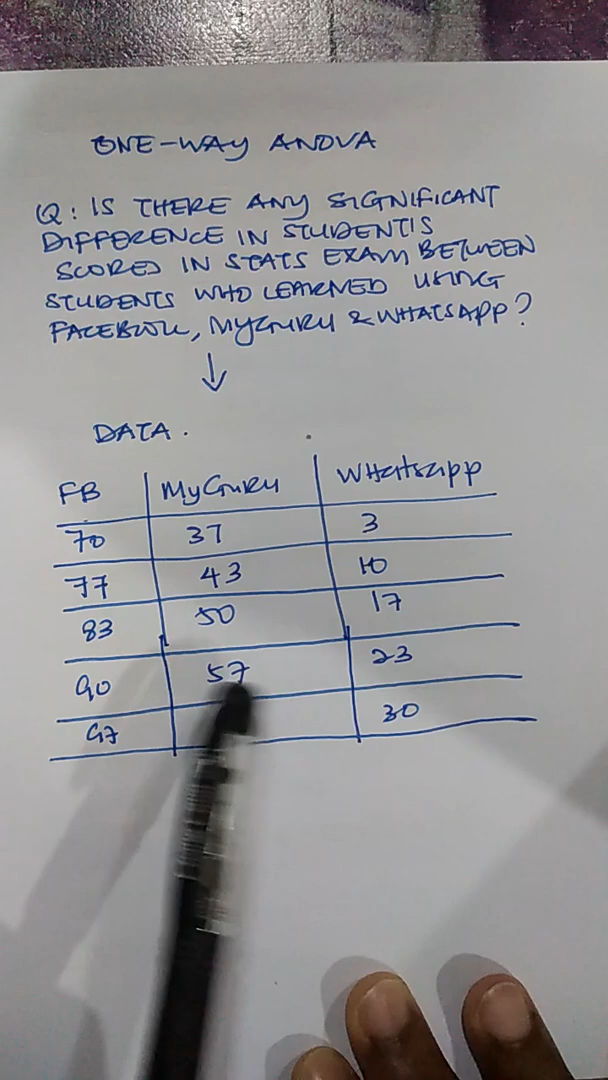 ONE-WAY ANOVA
Q: IS THERE ANY SIGNIFICANT
DIFFERENCE IN STUDENTIS
SCORED IN STATS EXAM BETWEEN
STUDENTS WHO LEARNED USING
FACEBOOK, MYGURU & WHATSAPP?
DATA.
FB MyGuru Whatsapp
70 37 3
77 43 10
83 50 17
90 57 23
97 30